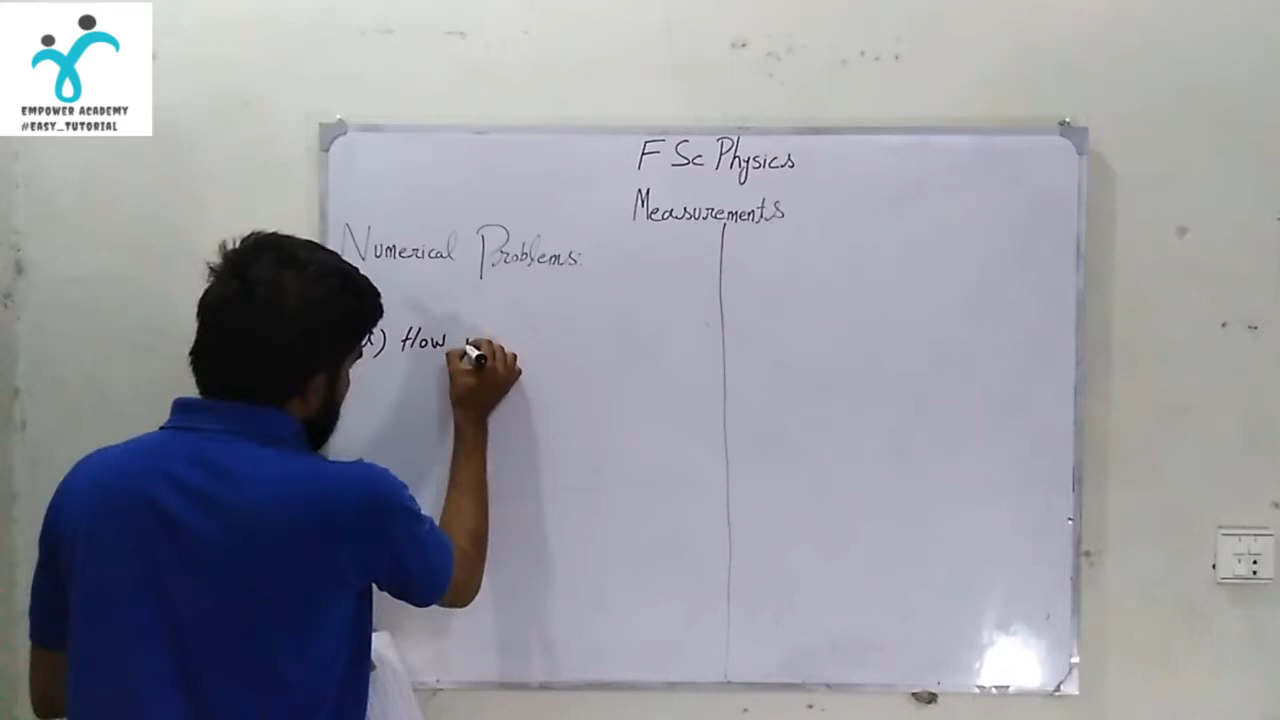 EMPOWER ACADEMY
#EASY_TUTORIAL
F Sc Physics
Measurements
Numerical Problems:
) How